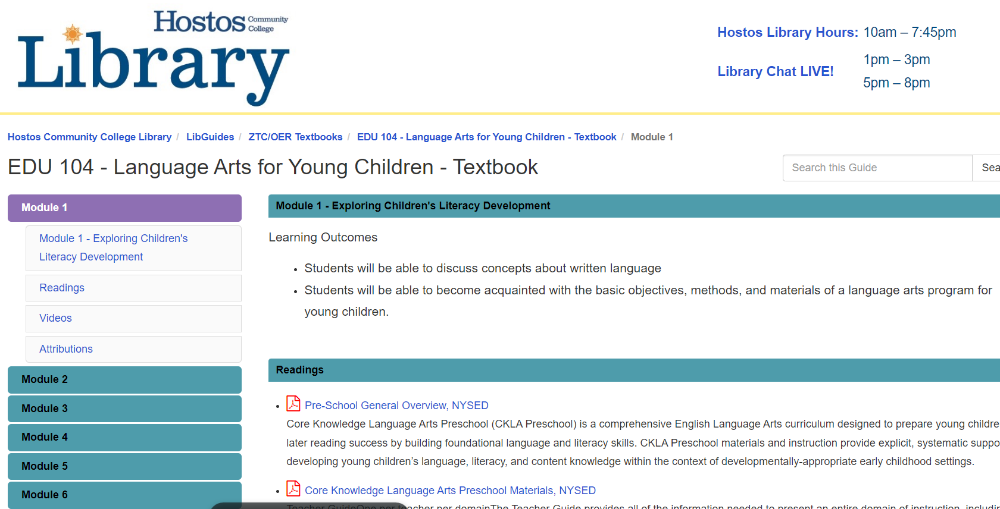 Hostos Community College
Library
Hostos Library Hours: 10am – 7:45pm
Library Chat LIVE! 1pm – 3pm
5pm – 8pm
Hostos Community College Library / LibGuides / ZTC/OER Textbooks / EDU 104 - Language Arts for Young Children - Textbook / Module 1
EDU 104 - Language Arts for Young Children - Textbook
Search this Guide
Module 1
Module 1 - Exploring Children's
Literacy Development
Readings
Videos
Attributions
Module 2
Module 3
Module 4
Module 5
Module 6
Module 1 - Exploring Children's Literacy Development
Learning Outcomes
• Students will be able to discuss concepts about written language
• Students will be able to become acquainted with the basic objectives, methods, and materials of a language arts program for
young children.
Readings
• Pre-School General Overview, NYSED
Core Knowledge Language Arts Preschool (CKLA Preschool) is a comprehensive English Language Arts curriculum designed to prepare young
later reading success by building foundational language and literacy skills. CKLA Preschool materials and instruction provide explicit, systematic
developing young children’s language, literacy, and content knowledge within the context of developmentally-appropriate early childhood settings.
• Core Knowledge Language Arts Preschool Materials, NYSED
Teacher GuideOne per teacher per domainThe Teacher Guide provides all of the information needed to present an entire domain of instruction,